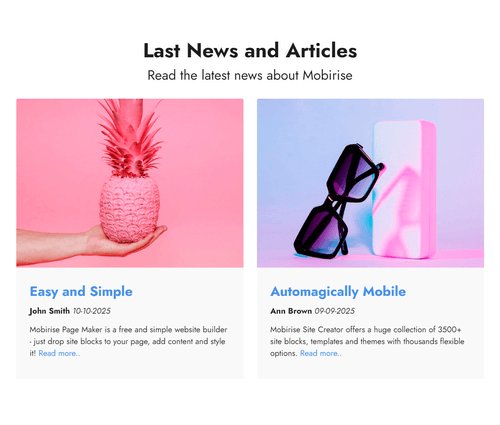 Last News and Articles
Read the latest news about Mobirise
Easy and Simple
John Smith 10-10-2025
Mobirise Page Maker is a free and simple website builder
- just drop site blocks to your page, add content and style
it! Read more..
Automagically Mobile
Ann Brown 09-09-2025
Mobirise Site Creator offers a huge collection of 3500+
site blocks, templates and themes with thousands flexible
options. Read more..